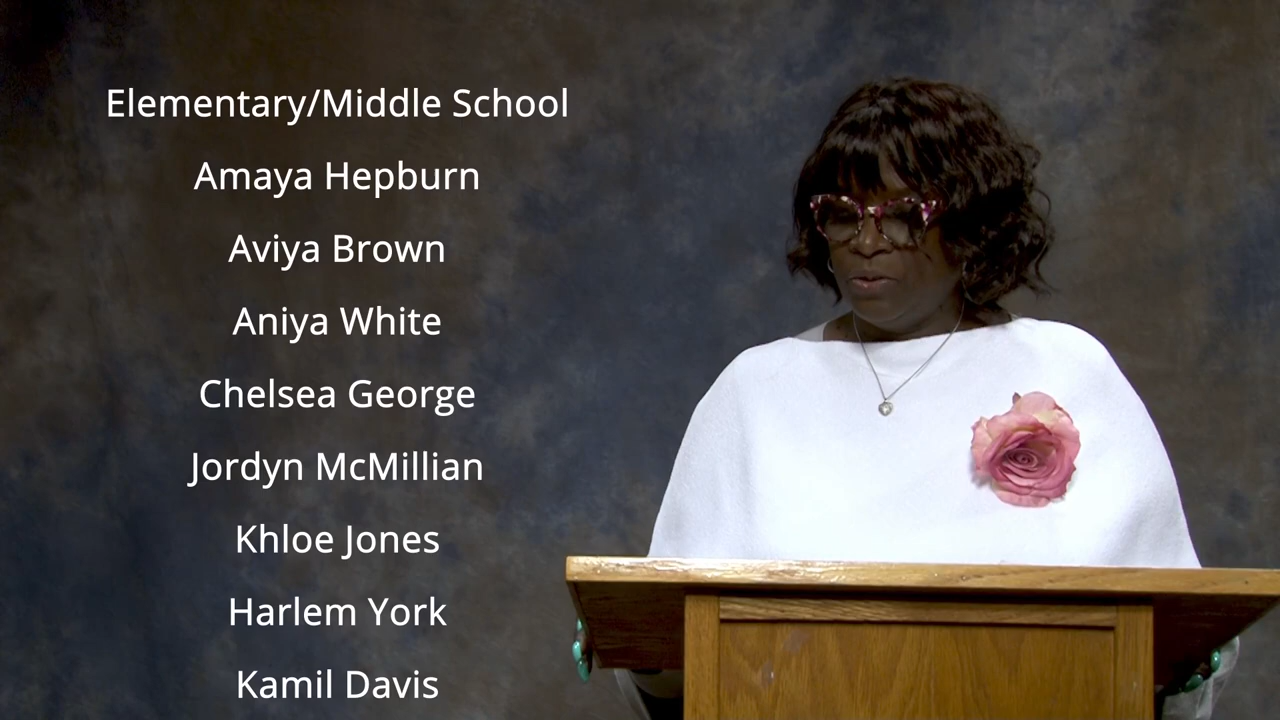 Elementary/Middle School
Amaya Hepburn
Aviya Brown
Aniya White
Chelsea George
Jordyn McMillian
Khloe Jones
Harlem York
Kamil Davis